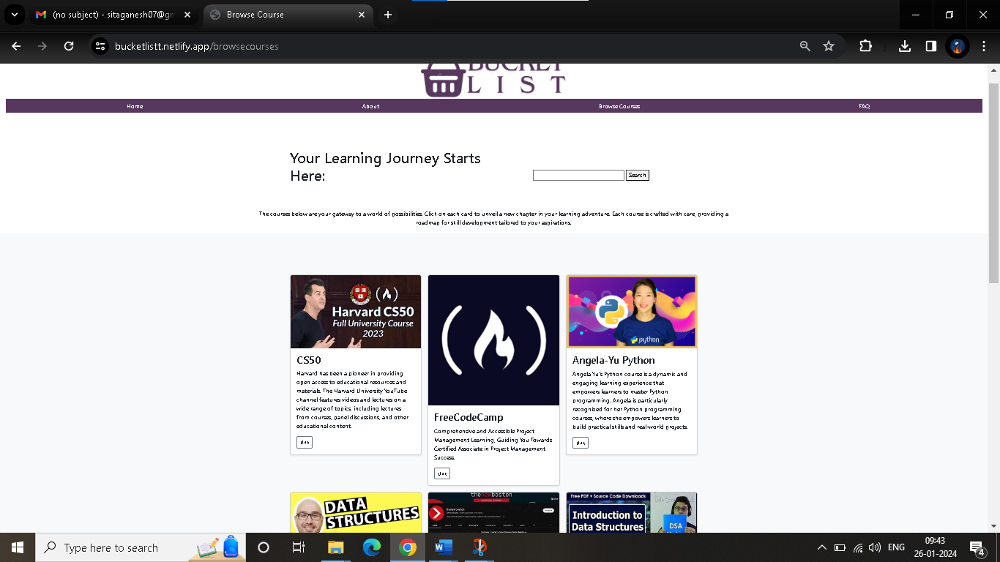 (no subject) - sitaganesh07@gm
Browse Course
bucketlistt.netlify.app/browsecourses
BUCKET
LIST
Home About Browse Courses FAQ
Your Learning Journey Starts
Here:
Search
The courses below are your gateway to a world of possibilities. Click on each card to unveil a new chapter in your learning adventure. Each course is crafted with care, providing a
roadmap for skill development tailored to your aspirations.
Harvard CS50
Full University Course
2023
CS50
Harvard has been a pioneer in providing
open access to educational resources and
materials. The Harvard University YouTube
channel features videos and lectures on a
wide range of topics, including lectures
from courses, panel discussions, and other
educational content.
FreeCodeCamp
Comprehensive and Accessible Project
Management Learning, Guiding You Towards
Certified Associate in Project Management
Success.
python
Angela-Yu Python
Angela Yu's Python course is a dynamic and
engaging learning experience that
empowers learners to master Python
programming. Angela is particularly
recognized for her Python programming
courses, where she empowers learners to
build practical skills and real-world projects.
DATA
STRUCTURES
thenewboston
Free PDF + Source Code Downloads
Introduction to
Data Structures
DSA
Type here to search
ENG
09:43
26-01-2024
4